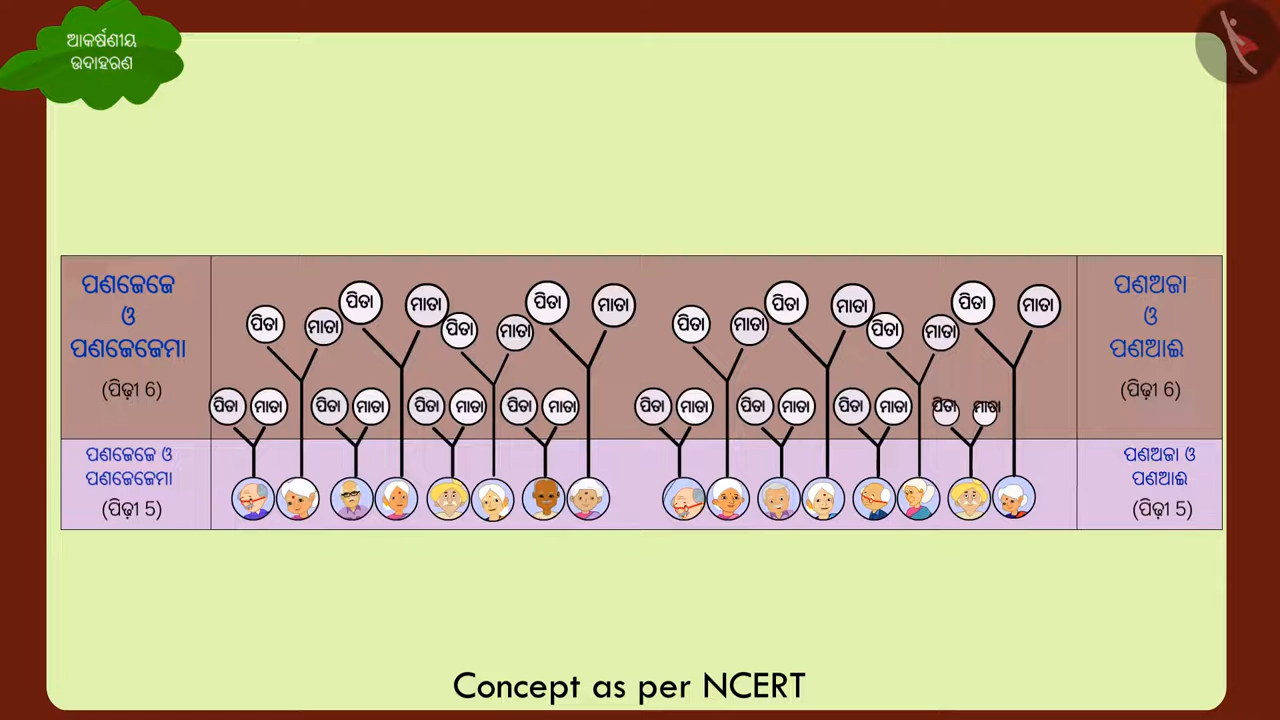 ଆକର୍ଷଣୀୟ
ଉଦାହରଣ
ପଣଜେଜେ
ଓ
ପଣଜେଜେମା
(ପିଢ଼ୀ 6)
ପିତା ମାତା ପିତା ମାତା ପିତା ମାତା ପିତା ମାତା ପିତା ମାତା ପିତା ମାତା ପିତା ମାତା ପିତା ମାତା
ପିତା ମାତା ପିତା ମାତା ପିତା ମାତା ପିତା ମାତା ପିତା ମାତା ପିତା ମାତା ପିତା ମାତା ପିତା
ପଣଅଜା
ଓ
ପଣଆଈ
(ପିଢ଼ୀ 6)
ପଣଜେଜେ ଓ
ପଣଜେଜେମା
(ପିଢ଼ୀ 5)
ପଣଅଜା ଓ
ପଣଆଈ
(ପିଢ଼ୀ 5)
Concept as per NCERT